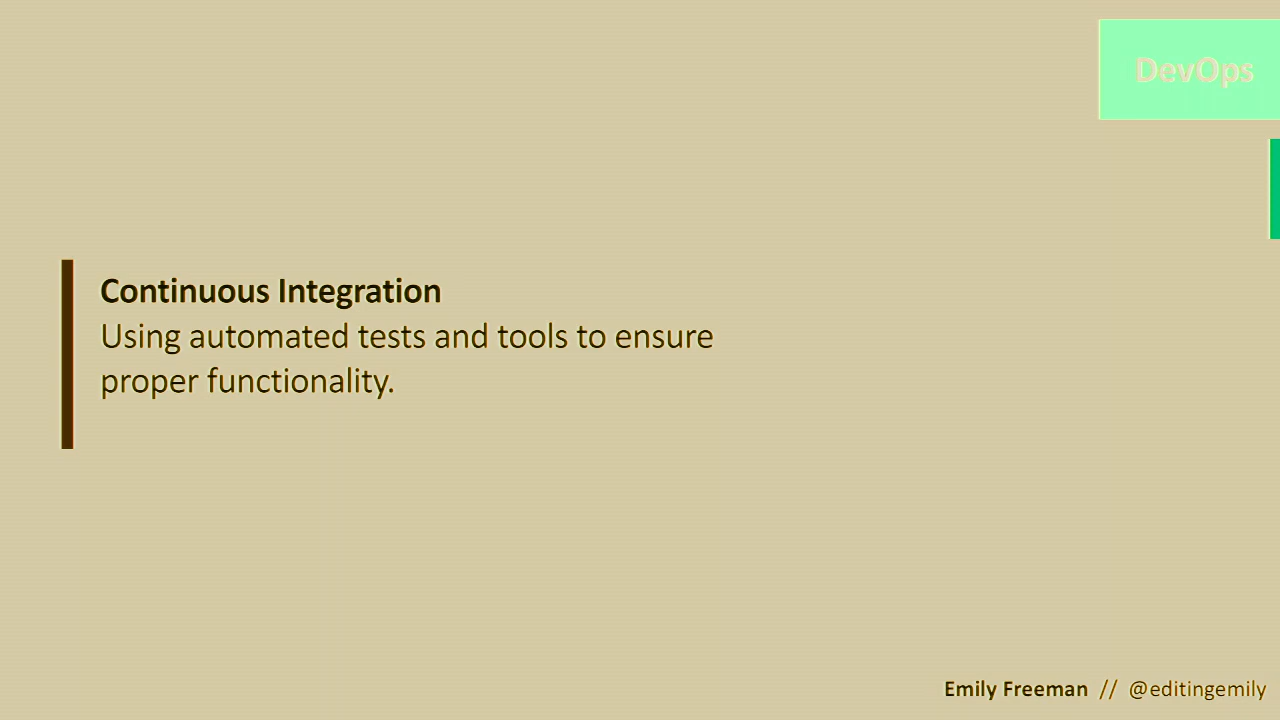 DevOps
Continuous Integration
Using automated tests and tools to ensure
proper functionality.
Emily Freeman // @editingemily